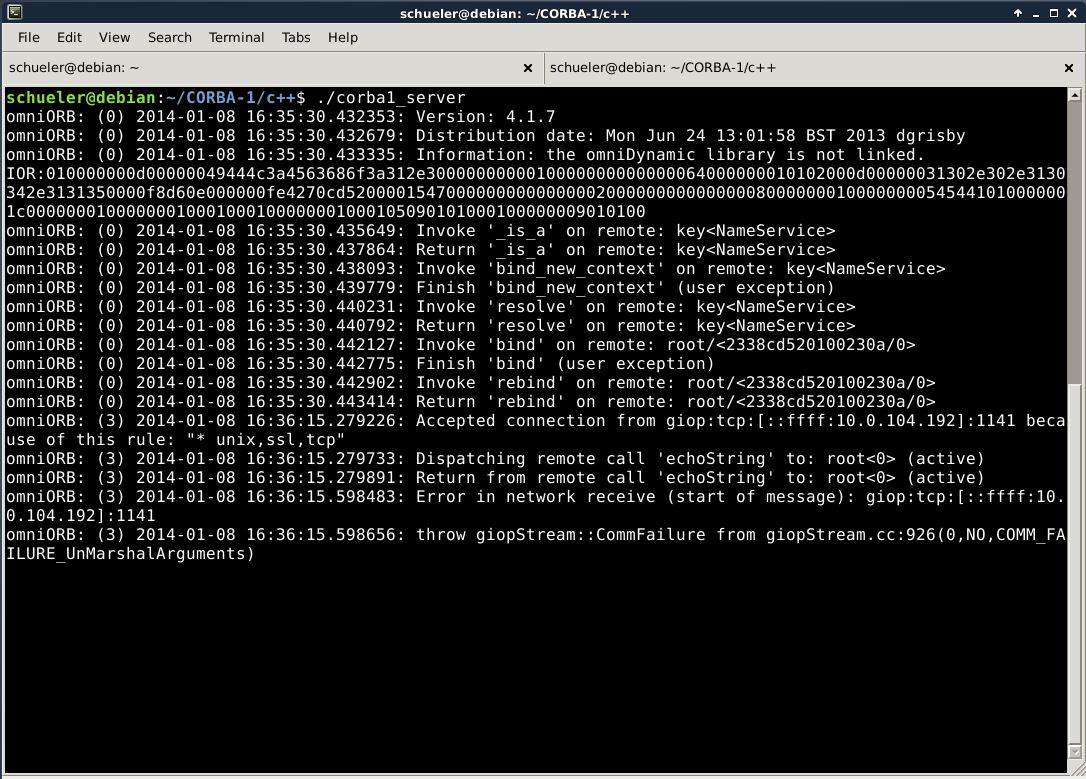 schueler@debian: ~/CORBA-1/c++
File Edit View Search Terminal Tabs Help
schueler@debian: ~ × schueler@debian: ~/CORBA-1/c++ ×
schueler@debian:~/CORBA-1/c++$ ./corba1_server
omniORB: (0) 2014-01-08 16:35:30.432353: Version: 4.1.7
omniORB: (0) 2014-01-08 16:35:30.432679: Distribution date: Mon Jun 24 13:01:58 BST 2013 dgrisby
omniORB: (0) 2014-01-08 16:35:30.433335: Information: the omniDynamic library is not linked.
IOR:010000000d00000049444c3a4563686f3a312e3000000000010000000000000064000000010102000d00000031302e302e3130
342e3131350000f8d60e000000fe4270cd520000154700000000000000000200000000000000080000000100000000545441010000 00
1c00000001000000010001000100000001000105090101000100000009010100
omniORB: (0) 2014-01-08 16:35:30.435649: Invoke '_is_a' on remote: key<NameService>
omniORB: (0) 2014-01-08 16:35:30.437864: Return '_is_a' on remote: key<NameService>
omniORB: (0) 2014-01-08 16:35:30.438093: Invoke 'bind_new_context' on remote: key<NameService>
omniORB: (0) 2014-01-08 16:35:30.439779: Finish 'bind_new_context' (user exception)
omniORB: (0) 2014-01-08 16:35:30.440231: Invoke 'resolve' on remote: key<NameService>
omniORB: (0) 2014-01-08 16:35:30.440792: Return 'resolve' on remote: key<NameService>
omniORB: (0) 2014-01-08 16:35:30.442127: Invoke 'bind' on remote: root/<2338cd520100230a/0>
omniORB: (0) 2014-01-08 16:35:30.442775: Finish 'bind' (user exception)
omniORB: (0) 2014-01-08 16:35:30.442902: Invoke 'rebind' on remote: root/<2338cd520100230a/0>
omniORB: (0) 2014-01-08 16:35:30.443414: Return 'rebind' on remote: root/<2338cd520100230a/0>
omniORB: (3) 2014-01-08 16:36:15.279226: Accepted connection from giop:tcp:[::ffff:10.0.104.192]:1141 beca
use of this rule: "* unix,ssl,tcp"
omniORB: (3) 2014-01-08 16:36:15.279733: Dispatching remote call 'echoString' to: root<0> (active)
omniORB: (3) 2014-01-08 16:36:15.279891: Return from remote call 'echoString' to: root<0> (active)
omniORB: (3) 2014-01-08 16:36:15.598483: Error in network receive (start of message): giop:tcp:[::ffff:10.
0.104.192]:1141
omniORB: (3) 2014-01-08 16:36:15.598656: throw giopStream::CommFailure from giopStream.cc:926(0,NO,COMM_FA
ILURE_UnMarshalArguments)